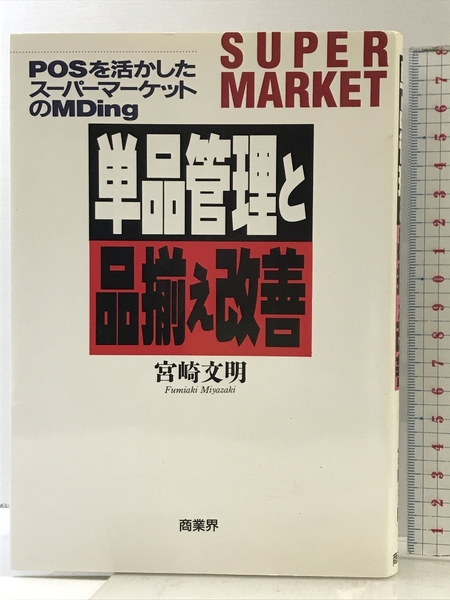 POSを活かした
スーパーマーケット
のMDing
SUPER
MARKET
単品管理と
品揃え改善
宮崎文明
Fumiaki Miyazaki
商業界